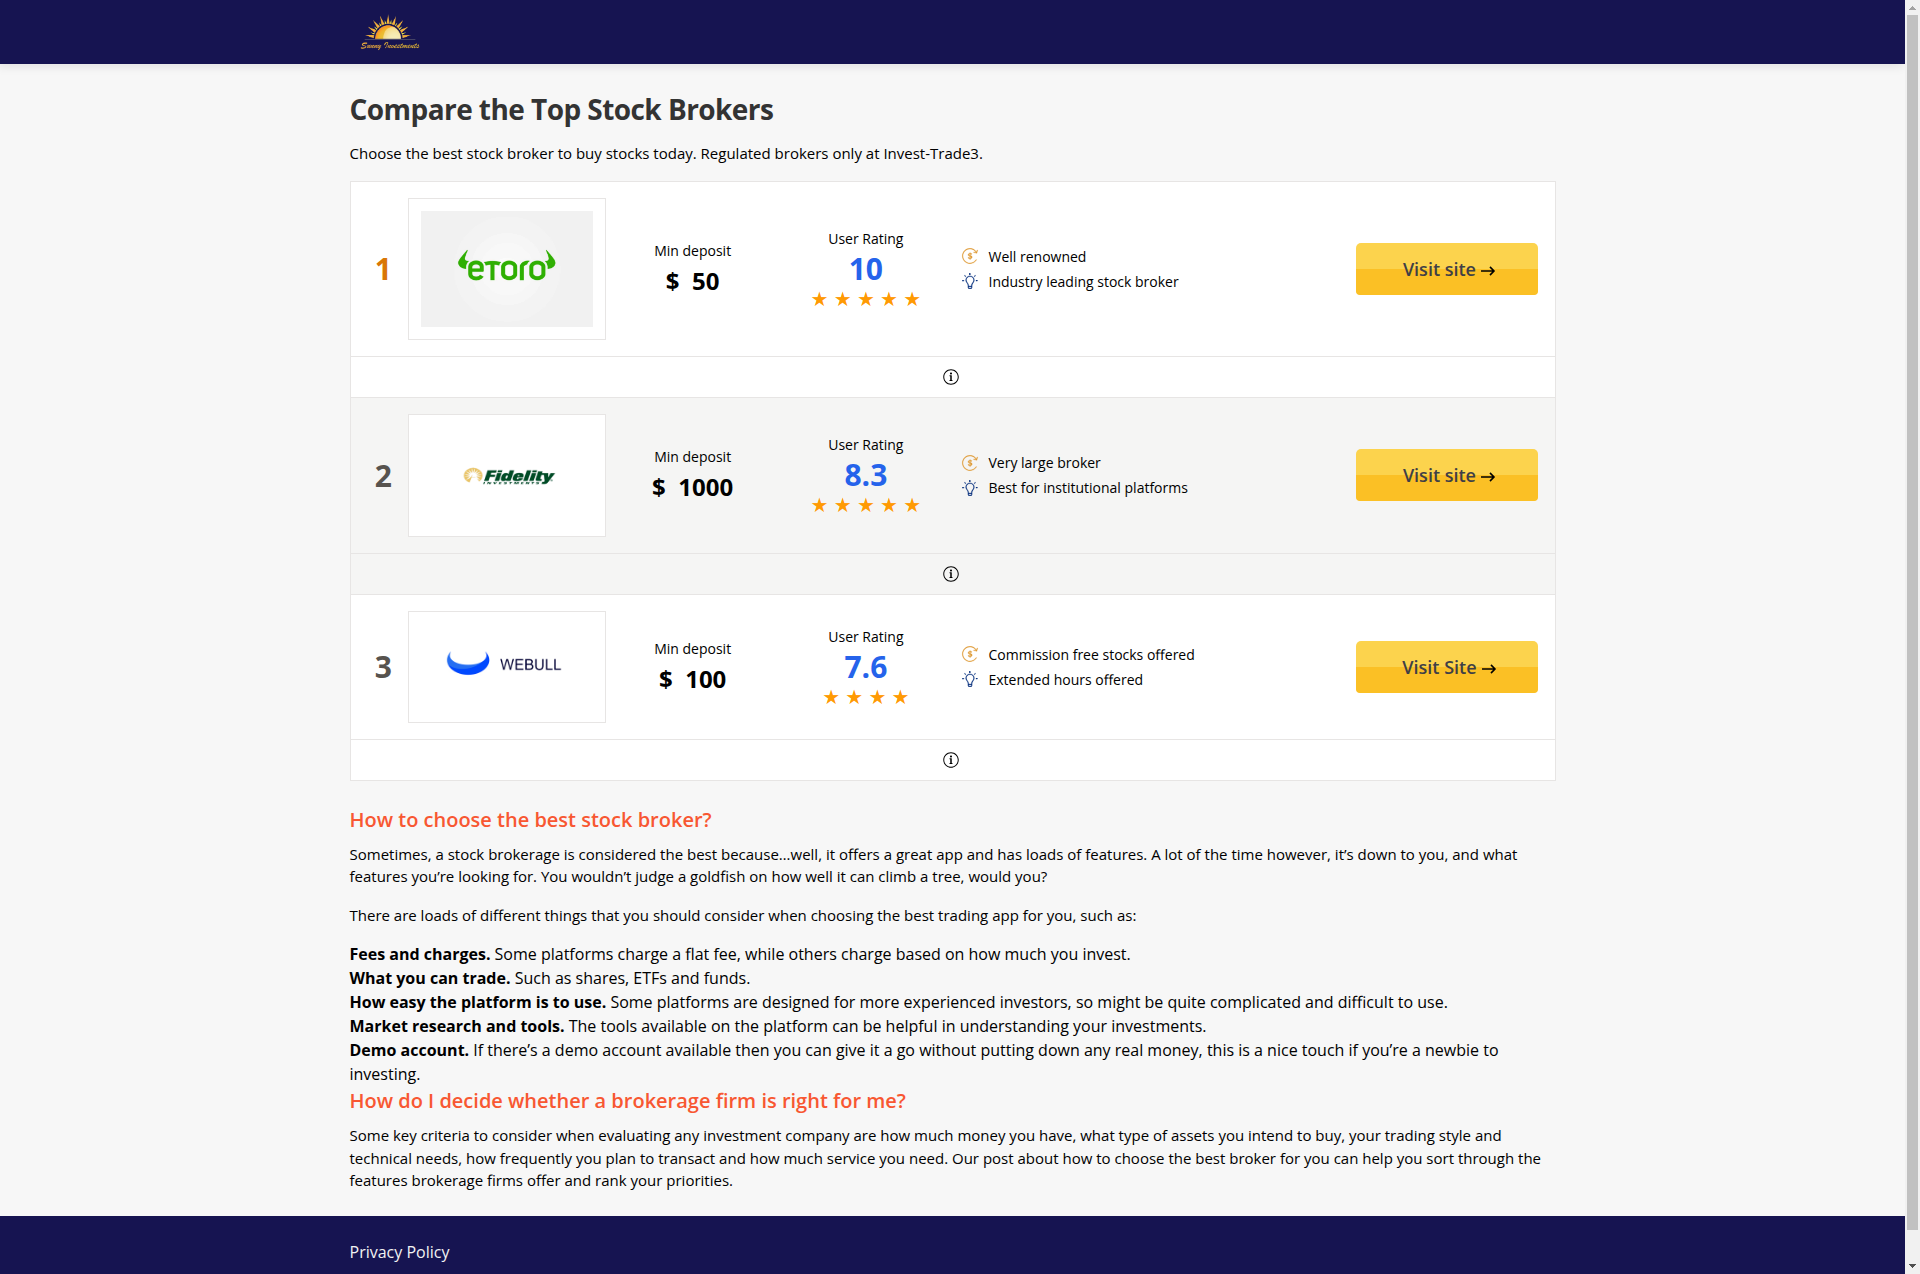 Sunny Investments
Compare the Top Stock Brokers
Choose the best stock broker to buy stocks today. Regulated brokers only at Invest-Trade3.
1
eToro
Min deposit
$ 50
User Rating
10
★ ★ ★ ★ ★
Well renowned
Industry leading stock broker
Visit site →
2
Fidelity
INVESTMENTS
Min deposit
$ 1000
User Rating
8.3
★ ★ ★ ★ ★
Very large broker
Best for institutional platforms
Visit site →
3
WEBULL
Min deposit
$ 100
User Rating
7.6
★ ★ ★ ★
Commission free stocks offered
Extended hours offered
Visit Site →
How to choose the best stock broker?
Sometimes, a stock brokerage is considered the best because...well, it offers a great app and has loads of features. A lot of the time however, it’s down to you, and what
features you’re looking for. You wouldn’t judge a goldfish on how well it can climb a tree, would you?
There are loads of different things that you should consider when choosing the best trading app for you, such as:
Fees and charges. Some platforms charge a flat fee, while others charge based on how much you invest.
What you can trade. Such as shares, ETFs and funds.
How easy the platform is to use. Some platforms are designed for more experienced investors, so might be quite complicated and difficult to use.
Market research and tools. The tools available on the platform can be helpful in understanding your investments.
Demo account. If there’s a demo account available then you can give it a go without putting down any real money, this is a nice touch if you’re a newbie to
investing.
How do I decide whether a brokerage firm is right for me?
Some key criteria to consider when evaluating any investment company are how much money you have, what type of assets you intend to buy, your trading style and
technical needs, how frequently you plan to transact and how much service you need. Our post about how to choose the best broker for you can help you sort through the
features brokerage firms offer and rank your priorities.
Privacy Policy